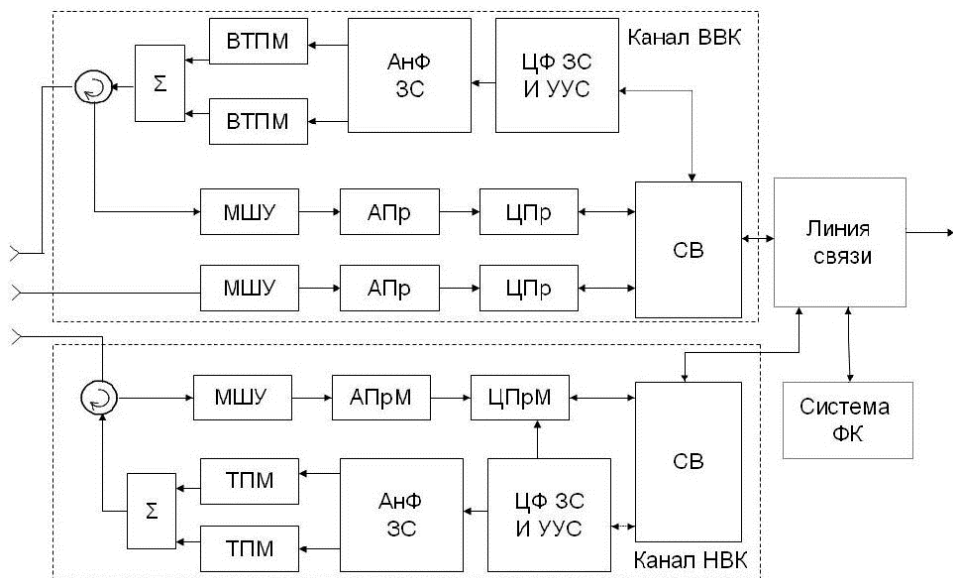 Канал ВВК
ВТПМ
Σ
ВТПМ
АнФ
ЗС
ЦФ ЗС
И УУС
МШУ
АПр
ЦПр
МШУ
АПр
ЦПр
СВ
Линия
связи
МШУ
АПрМ
ЦПрМ
СВ
Система
ФК
ТПМ
Σ
ТПМ
АнФ
ЗС
ЦФ ЗС
И УУС
Канал НВК